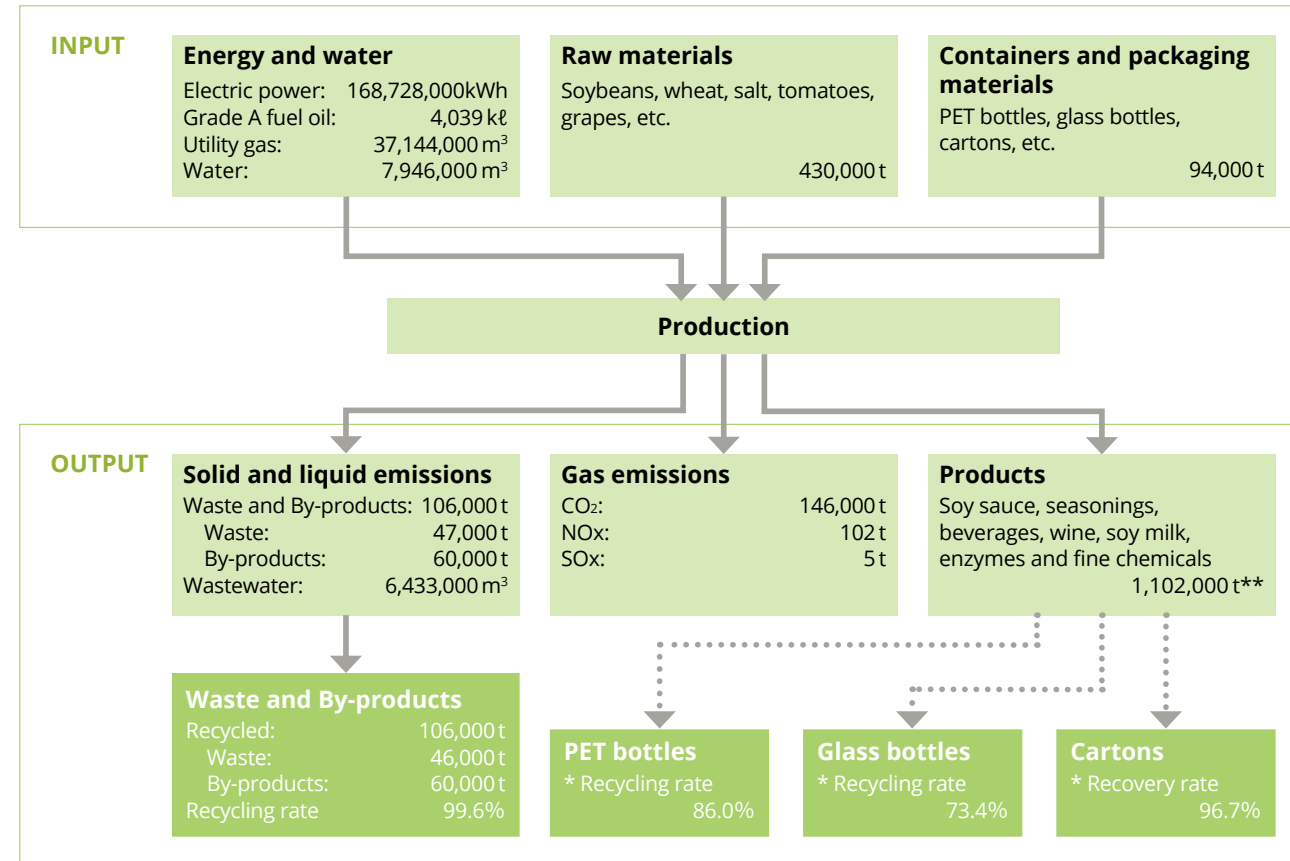 INPUT
Energy and water
Electric power: 168,728,000kWh
Grade A fuel oil: 4,039 kℓ
Utility gas: 37,144,000 m³
Water: 7,946,000 m³
Raw materials
Soybeans, wheat, salt, tomatoes,
grapes, etc.
430,000 t
Containers and packaging
materials
PET bottles, glass bottles,
cartons, etc.
94,000 t
Production
OUTPUT
Solid and liquid emissions
Waste and By-products: 106,000 t
Waste: 47,000 t
By-products: 60,000 t
Wastewater: 6,433,000 m³
Gas emissions
CO₂: 146,000 t
NOx: 102 t
SOx: 5 t
Products
Soy sauce, seasonings,
beverages, wine, soy milk,
enzymes and fine chemicals
1,102,000 t**
Waste and By-products
Recycled: 106,000 t
Waste: 46,000 t
By-products: 60,000 t
Recycling rate 99.6%
PET bottles
* Recycling rate
86.0%
Glass bottles
* Recycling rate
73.4%
Cartons
* Recovery rate
96.7%